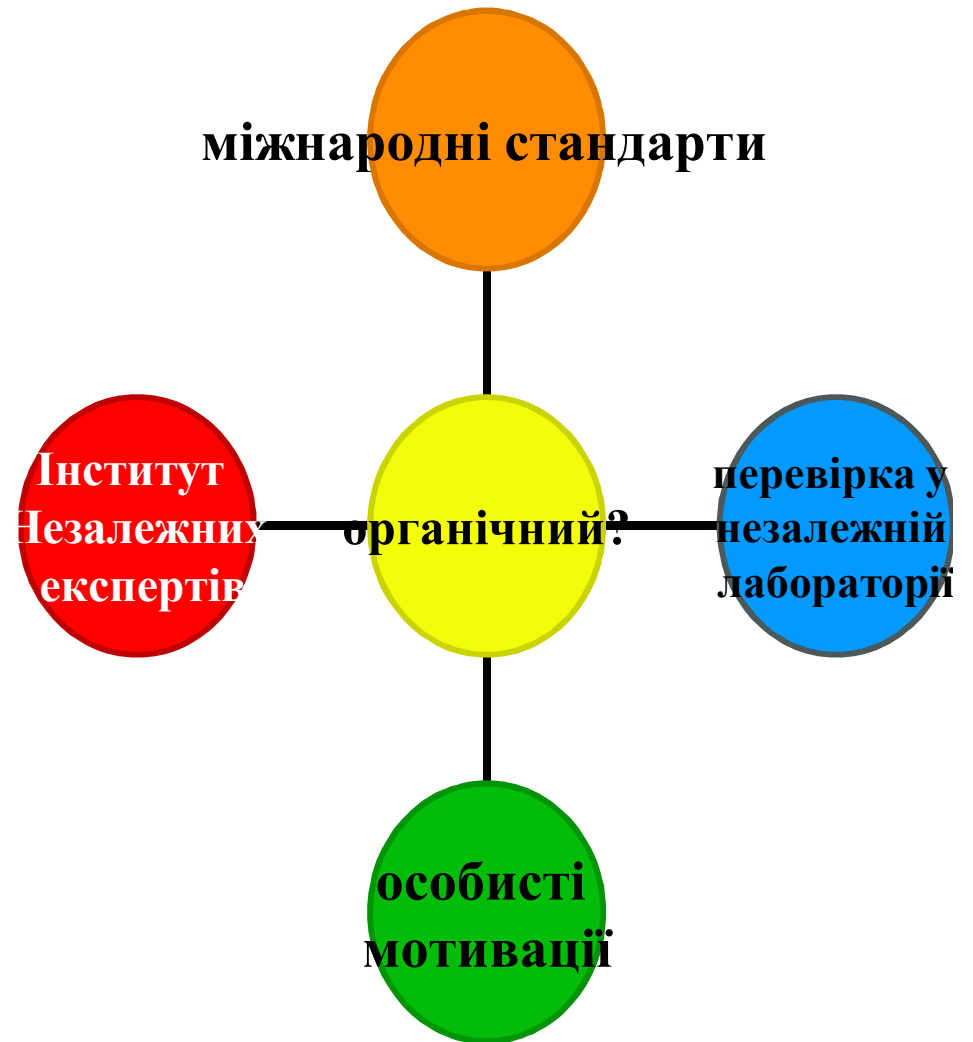 міжнародні стандарти
Інститут
Незалежних
експертів
органічний?
перевірка у
незалежній
лабораторії
особисті
мотивації